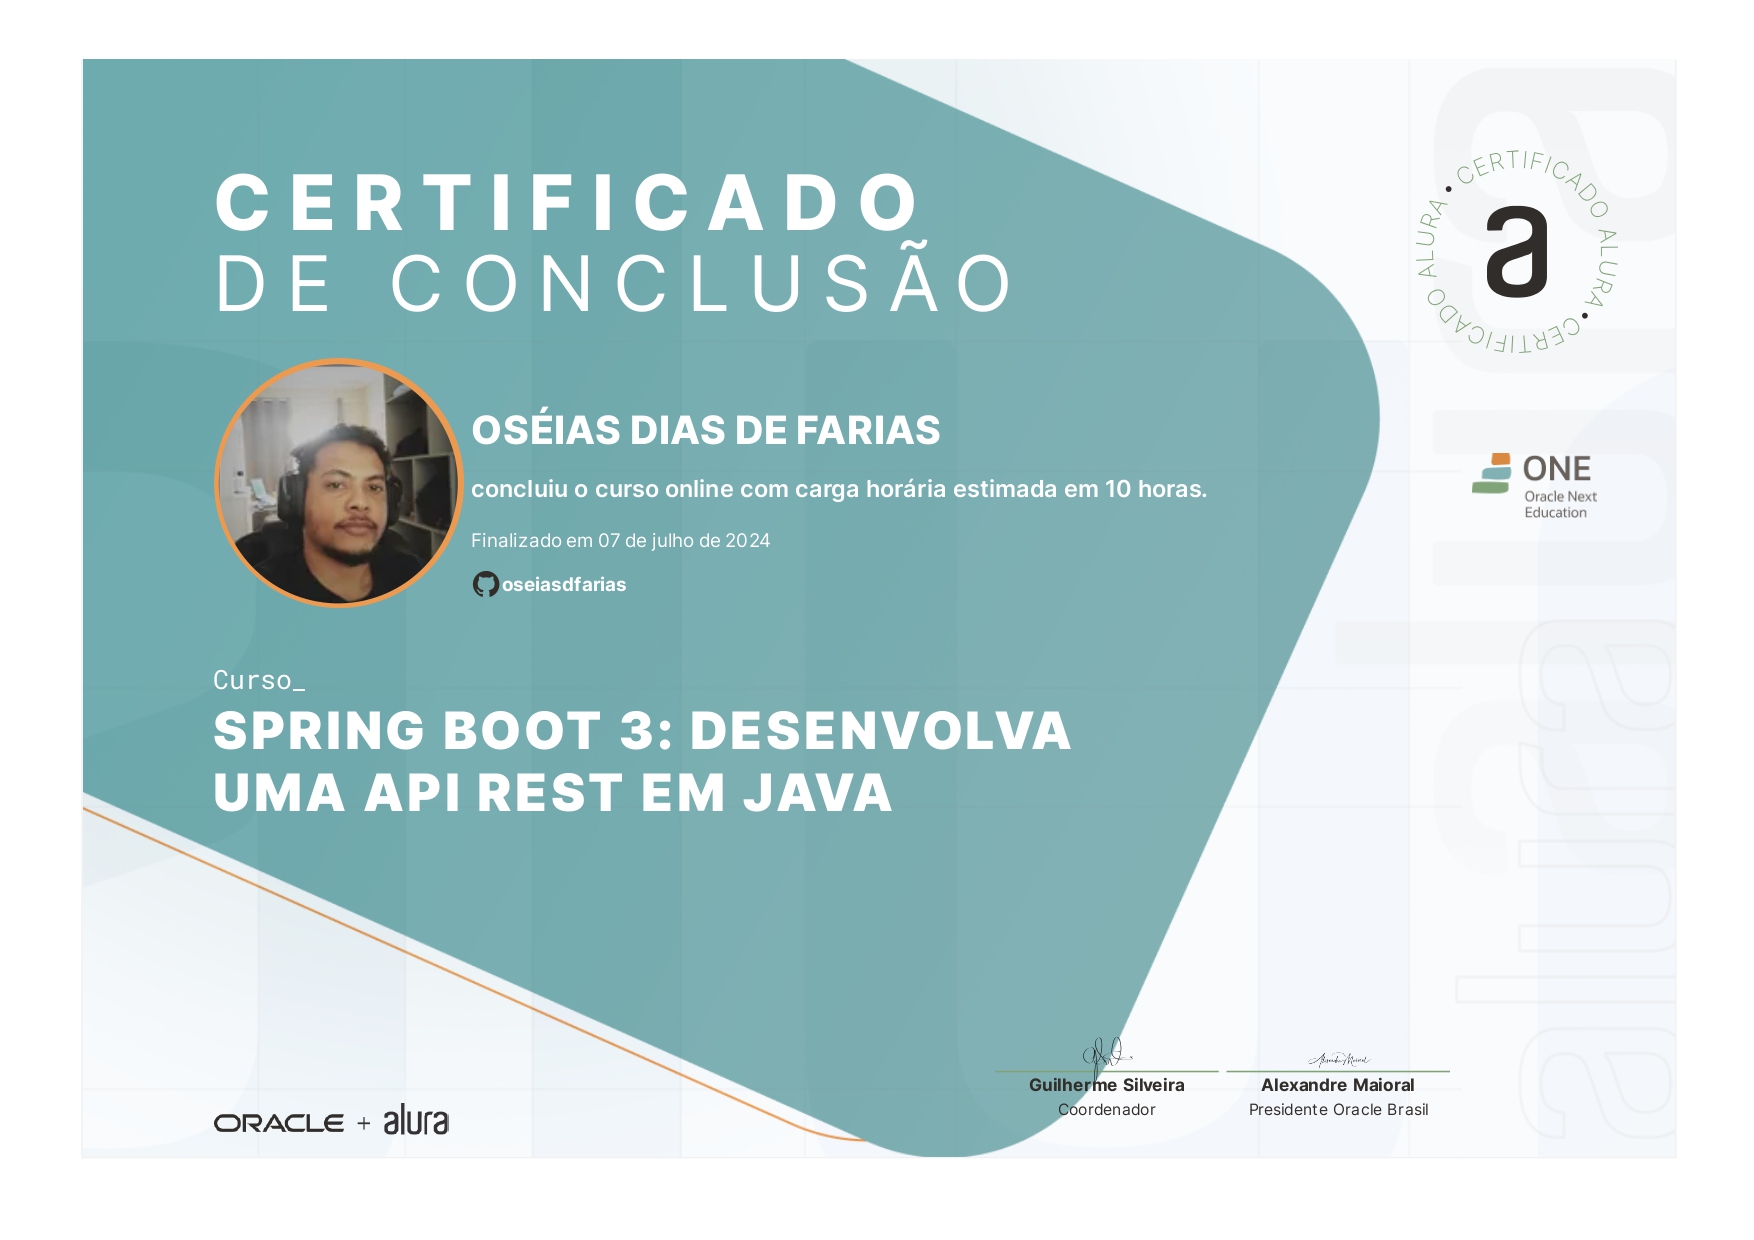 CERTIFICADO
DE CONCLUSÃO
CERTIFICADO ALURA • CERTIFICADO ALURA •
a
OSÉIAS DIAS DE FARIAS
concluiu o curso online com carga horária estimada em 10 horas.
Finalizado em 07 de julho de 2024
oseiasdfarias
ONE
Oracle Next
Education
Curso_
SPRING BOOT 3: DESENVOLVA
UMA API REST EM JAVA
Guilherme Silveira
Coordenador
Alexandre Maioral
Presidente Oracle Brasil
ORACLE + alura
alura
alura